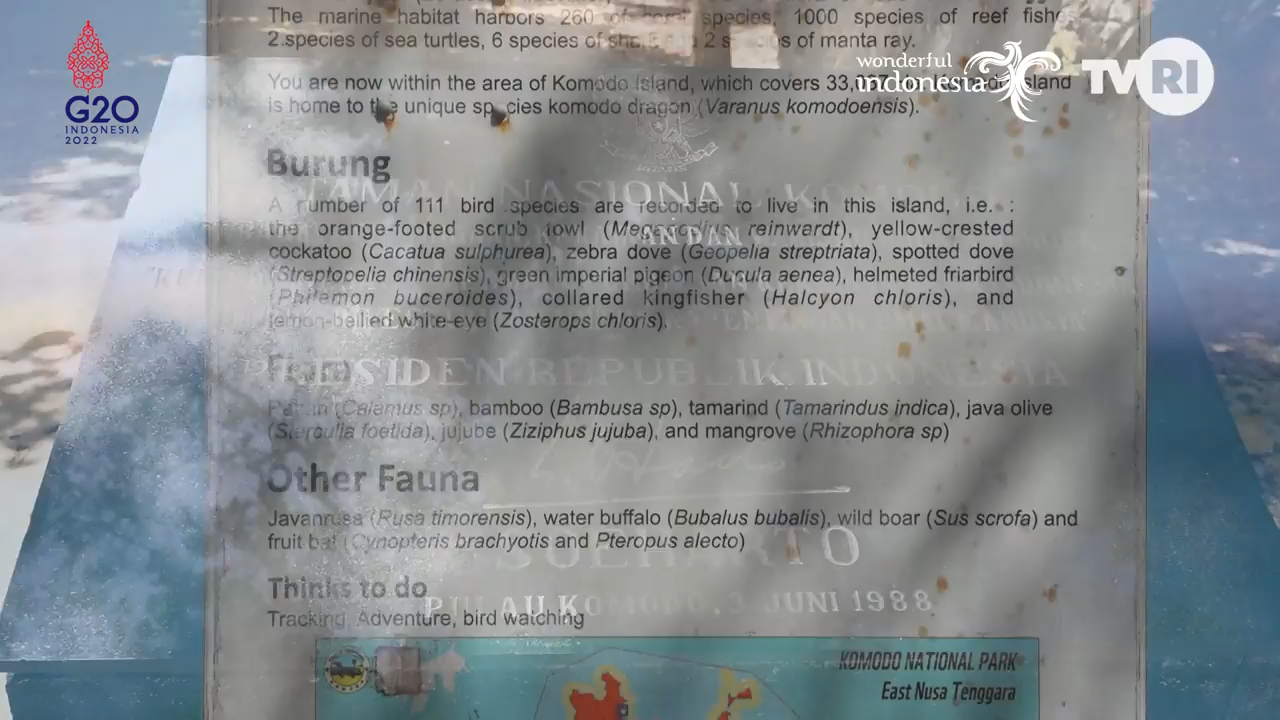 The marine habitat harbors 260 of coral species, 1000 species of reef fishes
2 species of sea turtles, 6 species of 2 species of manta ray.
wonderful
indonesia
TVRI
G20
INDONESIA
2022
You are now within the area of Komodo Island, which covers island
is home to the unique species komodo dragon (Varanus komodoensis).
Burung
TAMAN NASIONAL KOMODO
A number of 111 bird species are recorded to live in this island, i.e. :
the orange-footed scrub fowl (Megapodius reinwardt), yellow-crested
DAN
cockatoo (Cacatua sulphurea), zebra dove (Geopelia streptriata), spotted dove
(Streptopelia chinensis), green imperial pigeon (Ducula aenea), helmeted friarbird
(Philemon buceroides), collared kingfisher (Halcyon chloris), and
lemon-bellied white-eye (Zosterops chloris).
PRESIDEN REPUBLIK INDONESIA
(Calamus sp), bamboo (Bambusa sp), tamarind (Tamarindus indica), java olive
(Sterculia foetida), jujube (Ziziphus jujuba), and mangrove (Rhizophora sp)
Other Fauna
Javanrusa (Rusa timorensis), water buffalo (Bubalus bubalis), wild boar (Sus scrofa) and
fruit bat (Cynopteris brachyotis and Pteropus alecto)
SOEHARTO
Thinks to do
PULAU KOMODO, JUNI 1988
Tracking, Adventure, bird watching
KOMODO NATIONAL PARK
East Nusa Tenggara